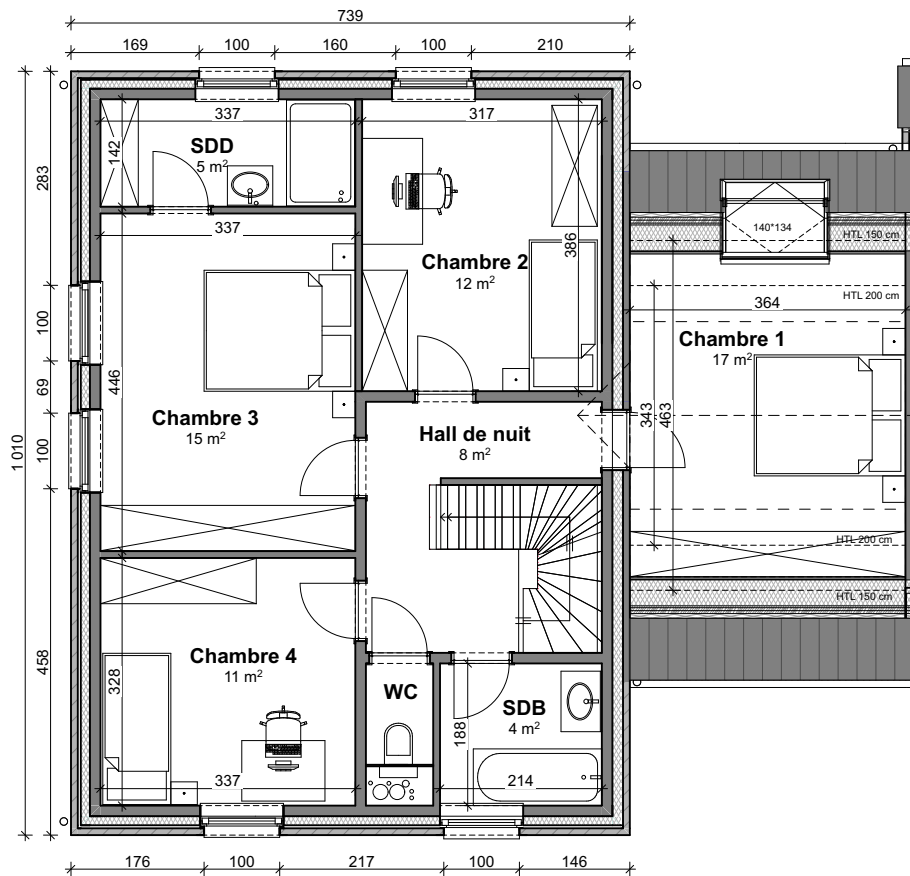 739
169 100 160 100 210
337 317
SDD
5 m²
142
283
337
Chambre 2
12 m²
386
140*134
HTL 150 cm
HTL 200 cm
364
Chambre 1
17 m²
100
446
69
343
463
Chambre 3
15 m²
Hall de nuit
8 m²
100
1 010
HTL 200 cm
HTL 150 cm
458
Chambre 4
11 m²
328
WC
SDB
4 m²
188
337
214
176 100 217 100 146